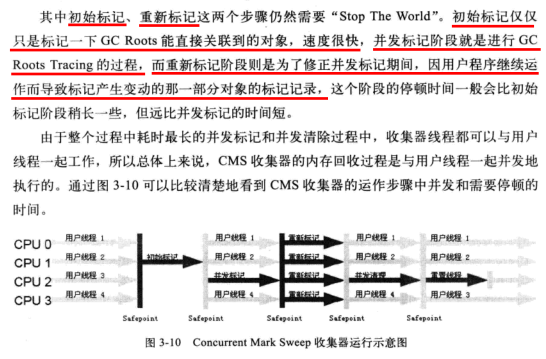 其中初始标记、重新标记这两个步骤仍然需要“Stop The World”。初始标记仅仅
只是标记一下 GC Roots 能直接关联到的对象，速度很快，并发标记阶段就是进行 GC
Roots Tracing 的过程，而重新标记阶段则是为了修正并发标记期间，因用户程序继续运
作而导致标记产生变动的那一部分对象的标记记录，这个阶段的停顿时间一般会比初始
标记阶段稍长一些，但远比并发标记的时间短。
由于整个过程中耗时最长的并发标记和并发清除过程中，收集器线程都可以与用户
线程一起工作，所以总体上来说，CMS 收集器的内存回收过程是与用户线程一起并发地
执行的。通过图 3-10 可以比较清楚地看到 CMS 收集器的运作步骤中并发和需要停顿的
时间。
CPU 0 用户线程 1 用户线程 1 重新标记 用户线程 1 用户线程 1
CPU 1 用户线程 2 初始标记 用户线程 2 重新标记 用户线程 2 用户线程 2
CPU 2 用户线程 3 并发标记 重新标记 并发清理 重置线程
CPU 3 用户线程 4 用户线程 4 重新标记 用户线程 4 用户线程 3
Safepoint Safepoint Safepoint Safepoint Safepoint
图 3-10 Concurrent Mark Sweep 收集器运行示意图